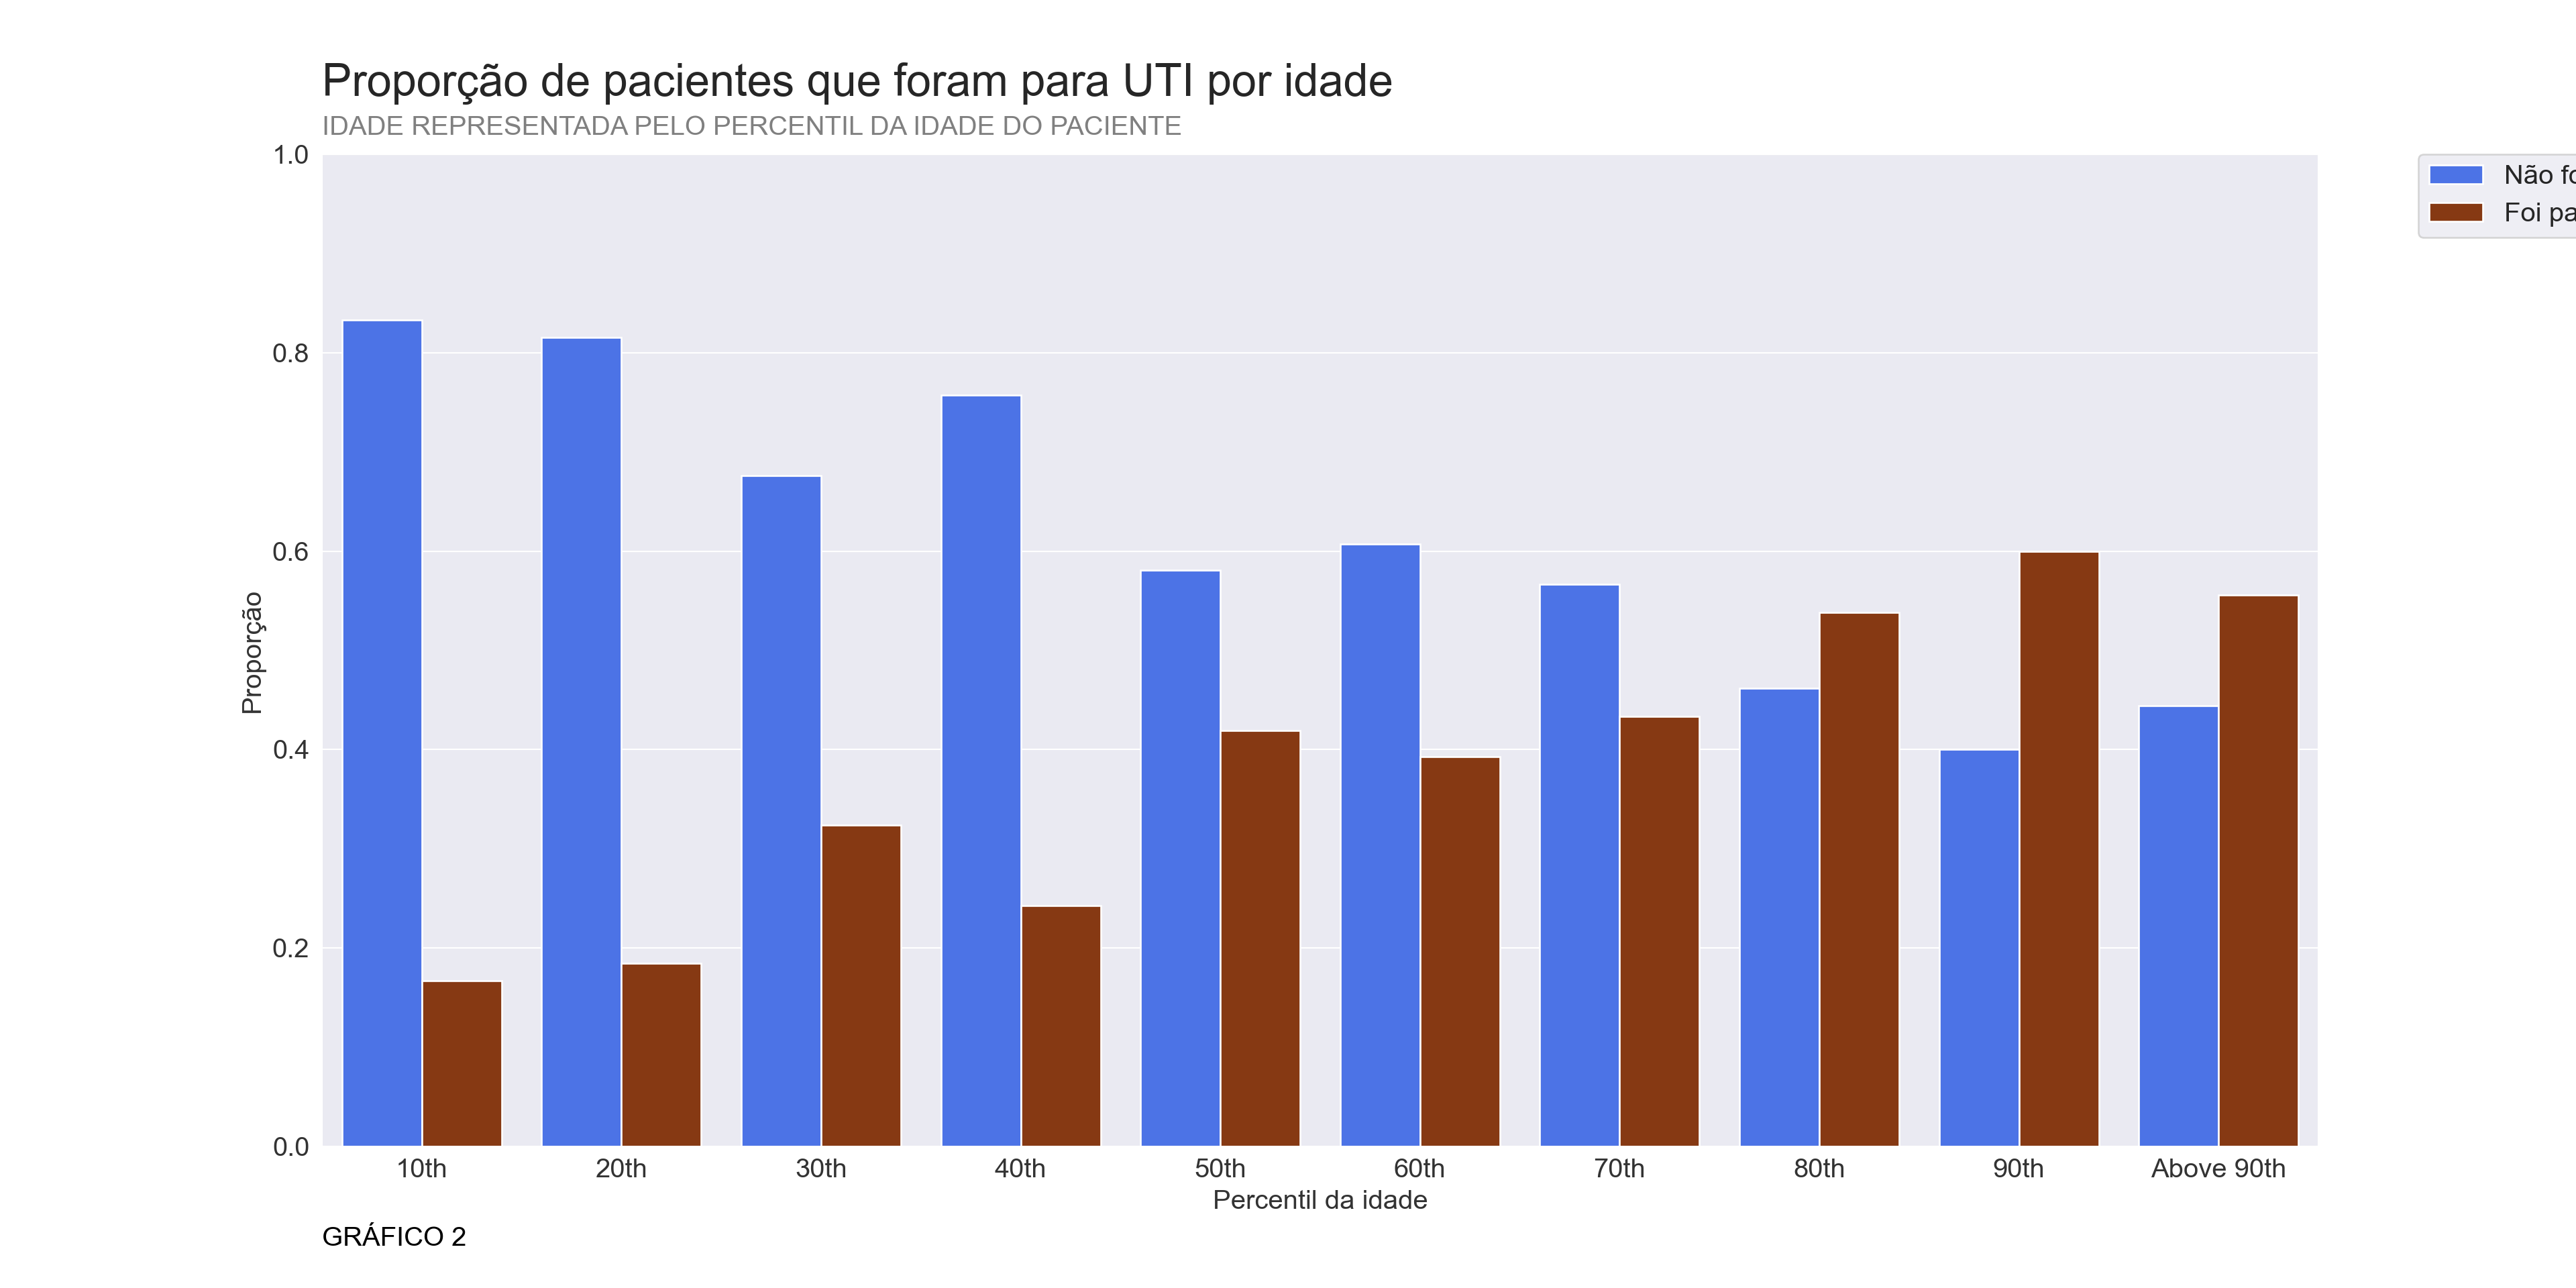 Proporção de pacientes que foram para UTI por idade
IDADE REPRESENTADA PELO PERCENTIL DA IDADE DO PACIENTE
Não
Foi
1.0
0.8
0.6
0.4
0.2
0.0
Proporção
10th 20th 30th 40th 50th 60th 70th 80th 90th Above 90th
Percentil da idade
GRÁFICO 2